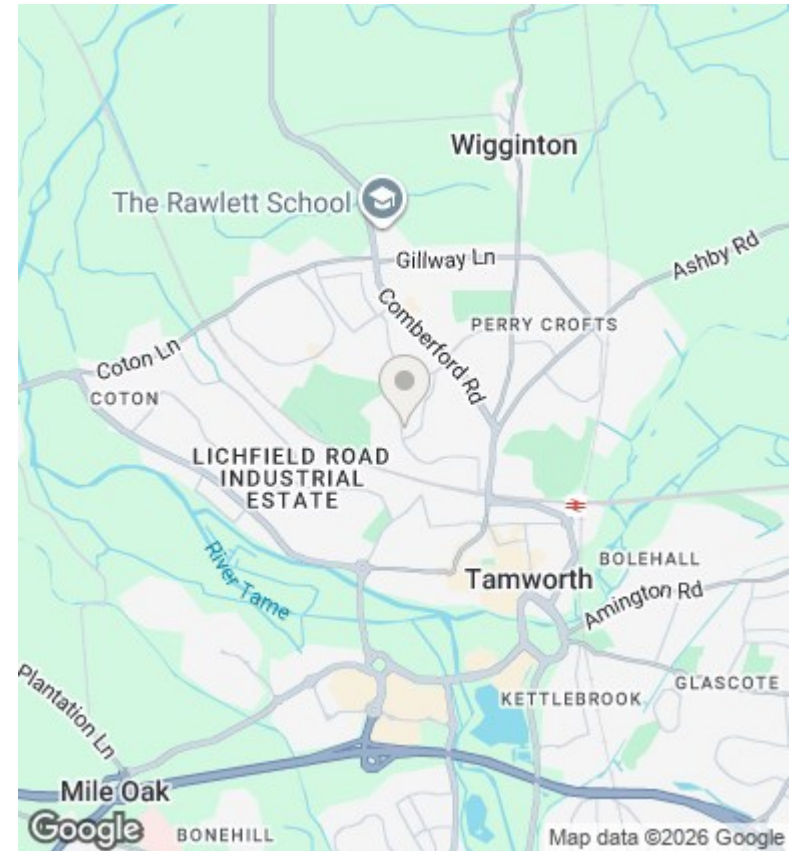 Wigginton
The Rawlett School
Gillway Ln
Ashby Rd
Comberford Rd
PERRY CROFTS
Coton Ln
COTON
LICHFIELD ROAD
INDUSTRIAL
ESTATE
River Tame
Tamworth
BOLEHALL
Amington Rd
GLASCOTE
KETTLEBROOK
Plantation Ln
Mile Oak
Google
BONEHILL
Map data ©2026 Google